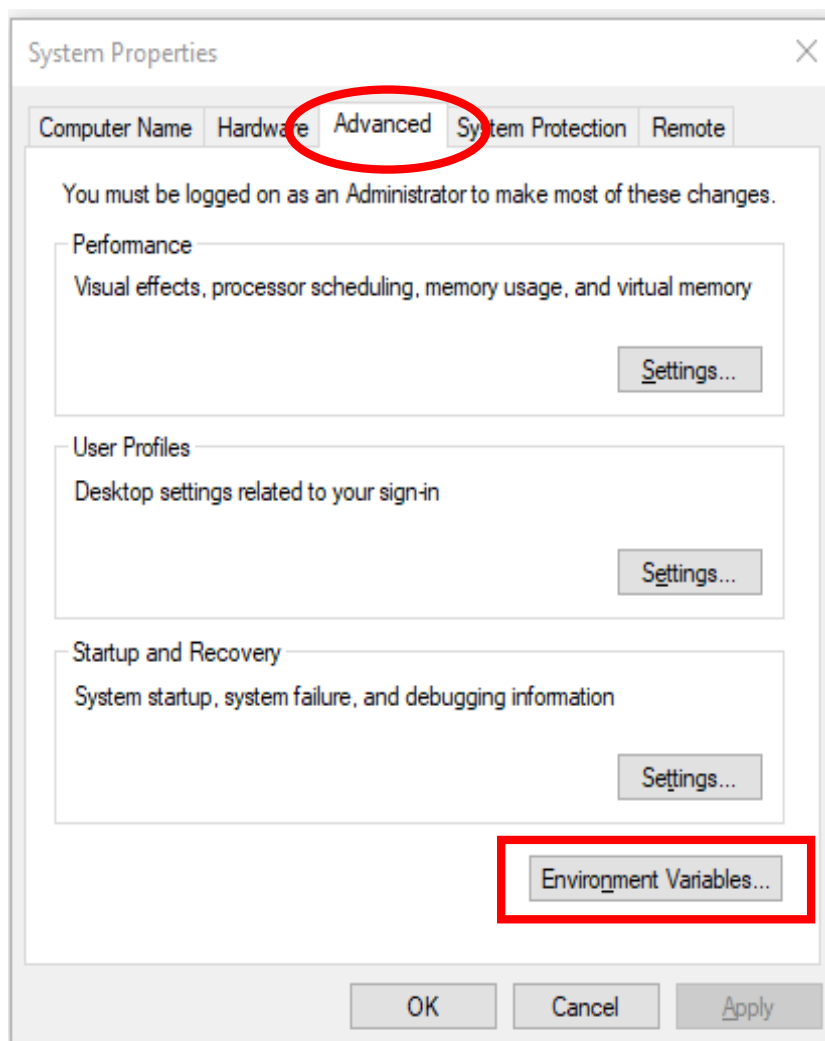 System Properties
Computer Name Hardware Advanced System Protection Remote
You must be logged on as an Administrator to make most of these changes.
Performance
Visual effects, processor scheduling, memory usage, and virtual memory
Settings...
User Profiles
Desktop settings related to your sign-in
Settings...
Startup and Recovery
System startup, system failure, and debugging information
Settings...
Environment Variables...
OK Cancel Apply